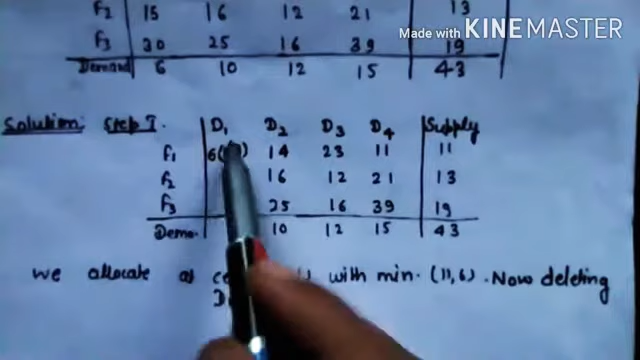 F2 15 16 12 21 13
Made with KINEMASTER
F3 30 25 16 39 19
Demand 6 10 12 15 43
Solution: Step I. D1 D2 D3 D4 Supply
F1 6( 14 23 11 11
F2 16 12 21 13
F3 25 16 39 19
Dema. 10 12 15 43
we allocate as with min. (11,6). Now deleting